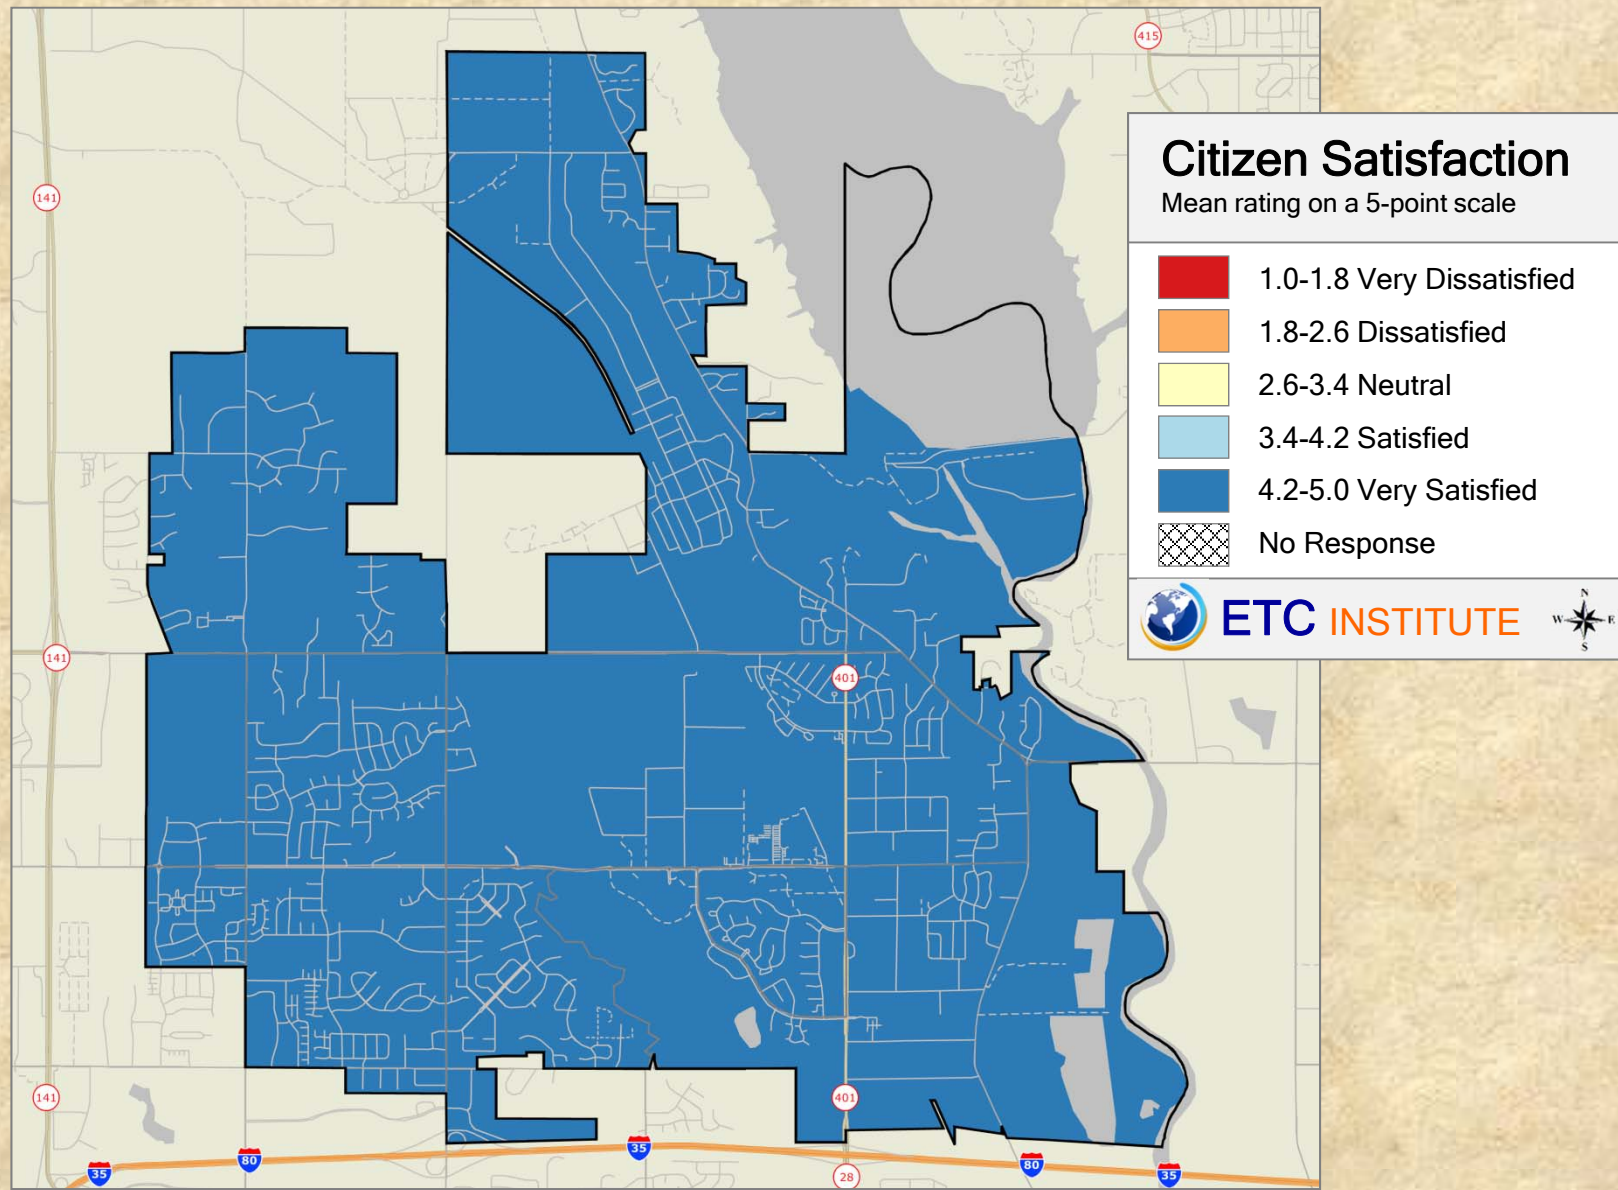 415
141
Citizen Satisfaction
Mean rating on a 5-point scale
1.0-1.8 Very Dissatisfied
1.8-2.6 Dissatisfied
2.6-3.4 Neutral
3.4-4.2 Satisfied
4.2-5.0 Very Satisfied
No Response
ETC INSTITUTE
N
W E
S
141
401
141
401
35
80
35
80
35
28